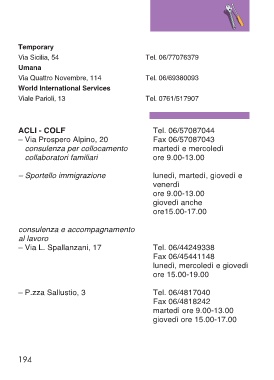 Temporary
Via Sicilia, 54 Tel. 06/77076379
Umana
Via Quattro Novembre, 114 Tel. 06/69380093
World International Services
Viale Parioli, 13 Tel. 0761/517907
ACLI - COLF Tel. 06/57087044
– Via Prospero Alpino, 20 Fax 06/57087043
consulenza per collocamento martedì e mercoledì
collaboratori familiari ore 9.00-13.00
– Sportello immigrazione lunedì, martedì, giovedì e
venerdì
ore 9.00-13.00
giovedì anche
ore15.00-17.00
consulenza e accompagnamento
al lavoro
– Via L. Spallanzani, 17 Tel. 06/44249338
Fax 06/45441148
lunedì, mercoledì e giovedì
ore 15.00-19.00
– P.zza Sallustio, 3 Tel. 06/4817040
Fax 06/4818242
martedì ore 9.00-13.00
giovedì ore 15.00-17.00
194